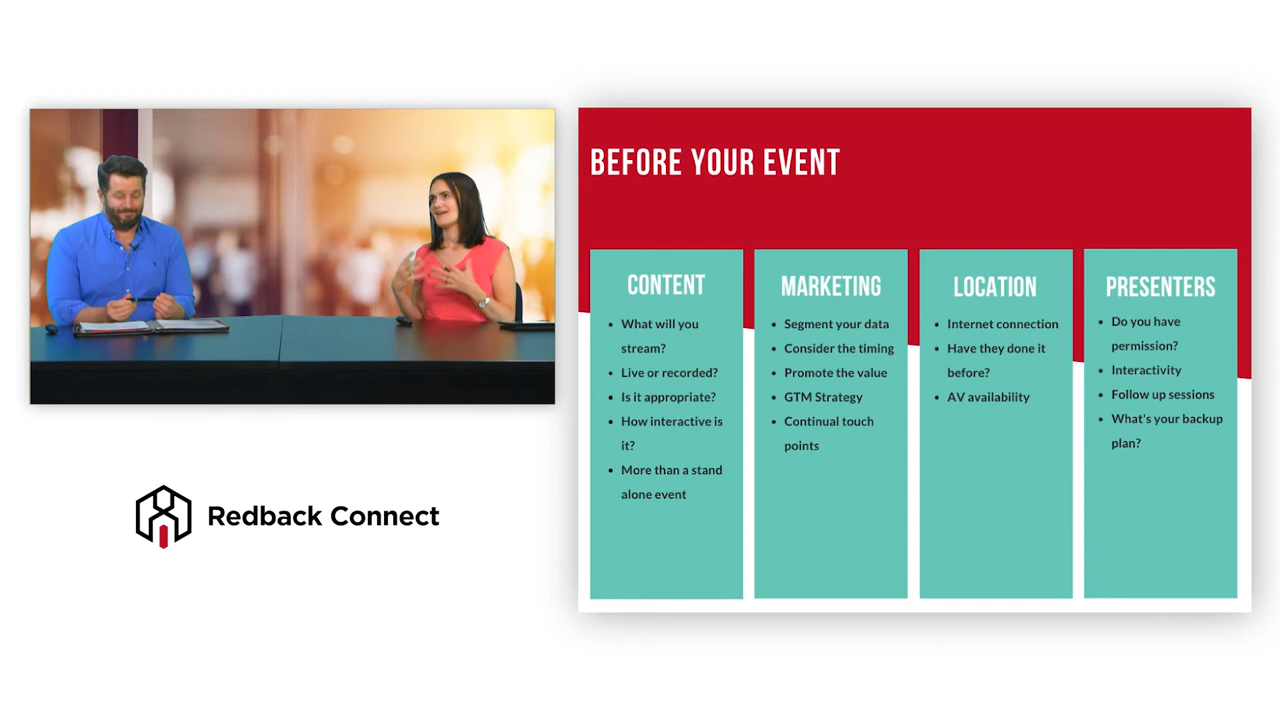 BEFORE YOUR EVENT
CONTENT
What will you
stream?
Live or recorded?
Is it appropriate?
How interactive is
it?
More than a stand
alone event
MARKETING
Segment your data
Consider the timing
Promote the value
GTM Strategy
Continual touch
points
LOCATION
Internet connection
Have they done it
before?
AV availability
PRESENTERS
Do you have
permission?
Interactivity
Follow up sessions
What's your backup
plan?
Redback Connect